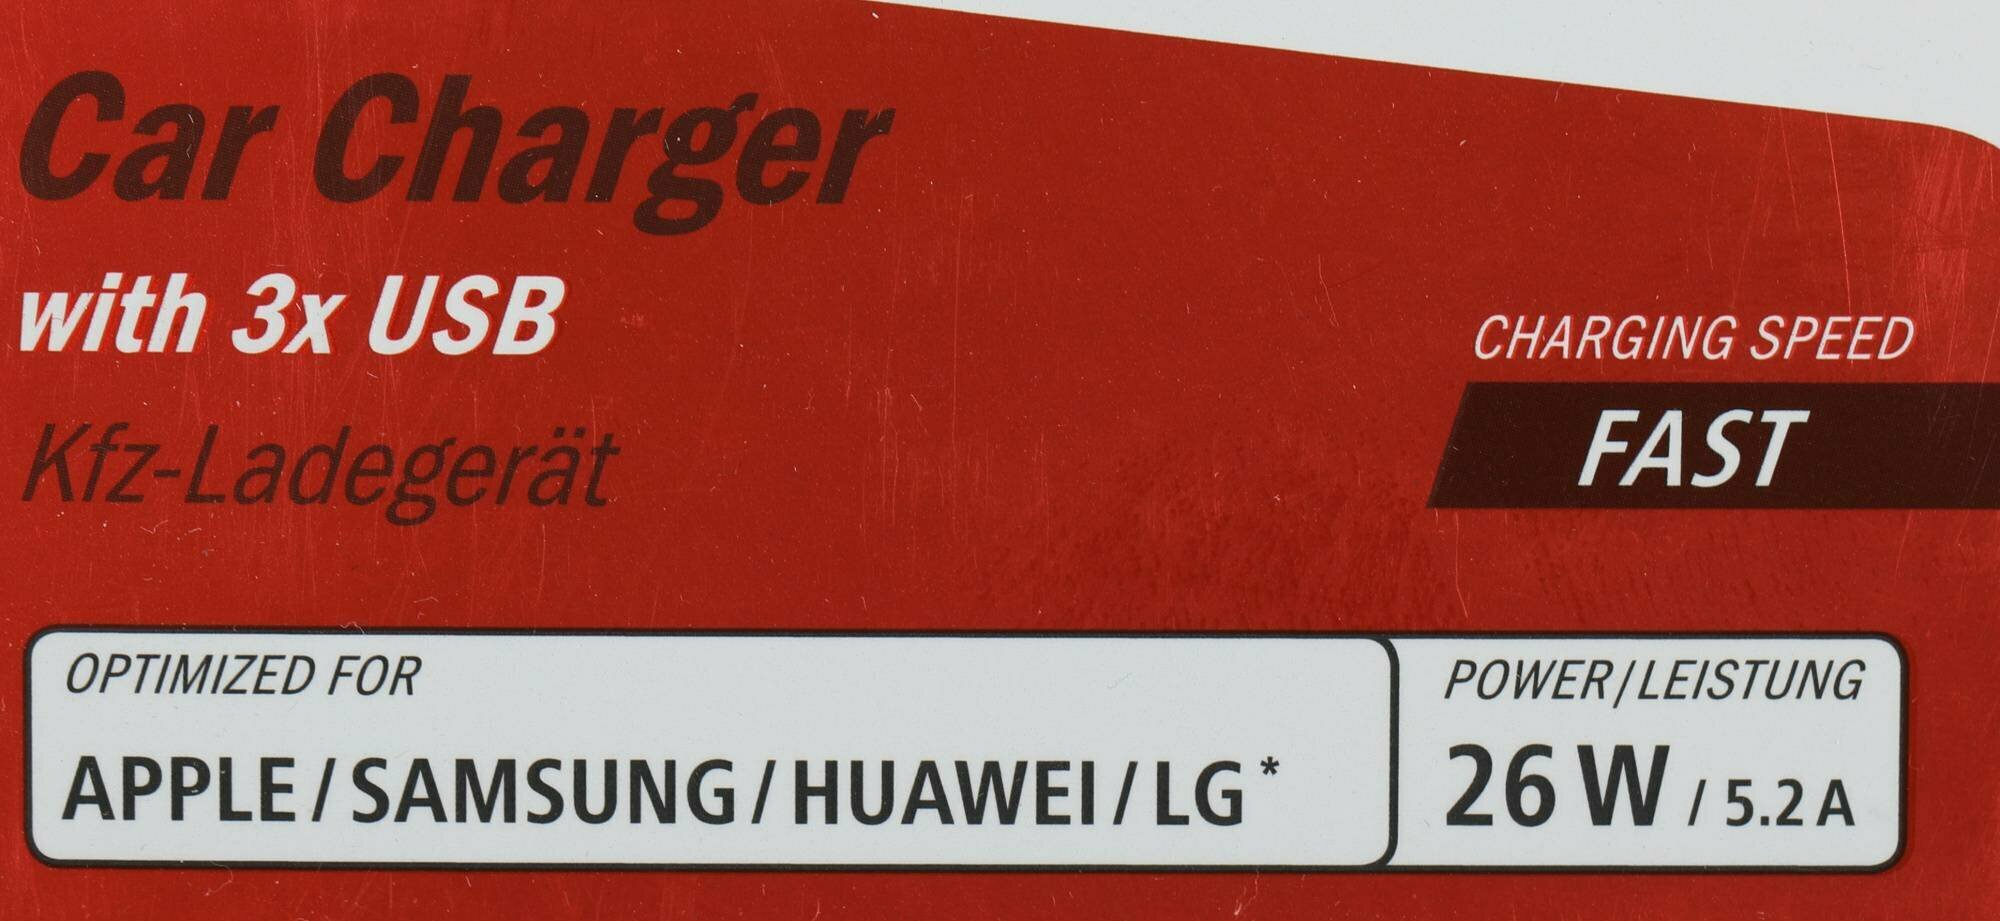 Car Charger
with 3x USB
Kfz-Ladegerät
CHARGING SPEED
FAST
OPTIMIZED FOR
APPLE / SAMSUNG / HUAWEI / LG*
POWER/LEISTUNG
26 W / 5.2 A